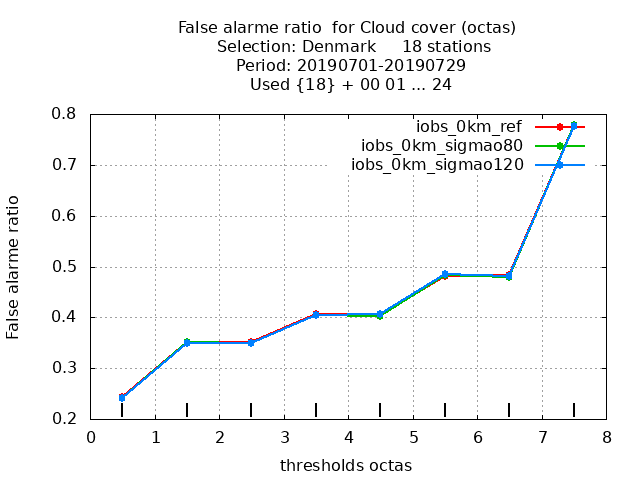 False alarme ratio  for Cloud cover (octas)
Selection: Denmark     18 stations
Period: 20190701-20190729
Used {18} + 00 01 ... 24
iobs_0km_ref
iobs_0km_sigmao80
iobs_0km_sigmao120
False alarme ratio
0.8
0.7
0.6
0.5
0.4
0.3
0.2
0 1 2 3 4 5 6 7 8
thresholds octas